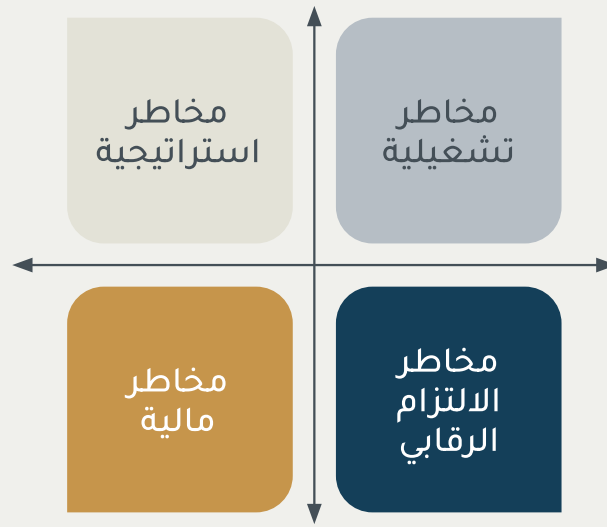 مخاطر
تشغيلية
مخاطر
استراتيجية
مخاطر
الالتزام
الرقابي
مخاطر
مالية